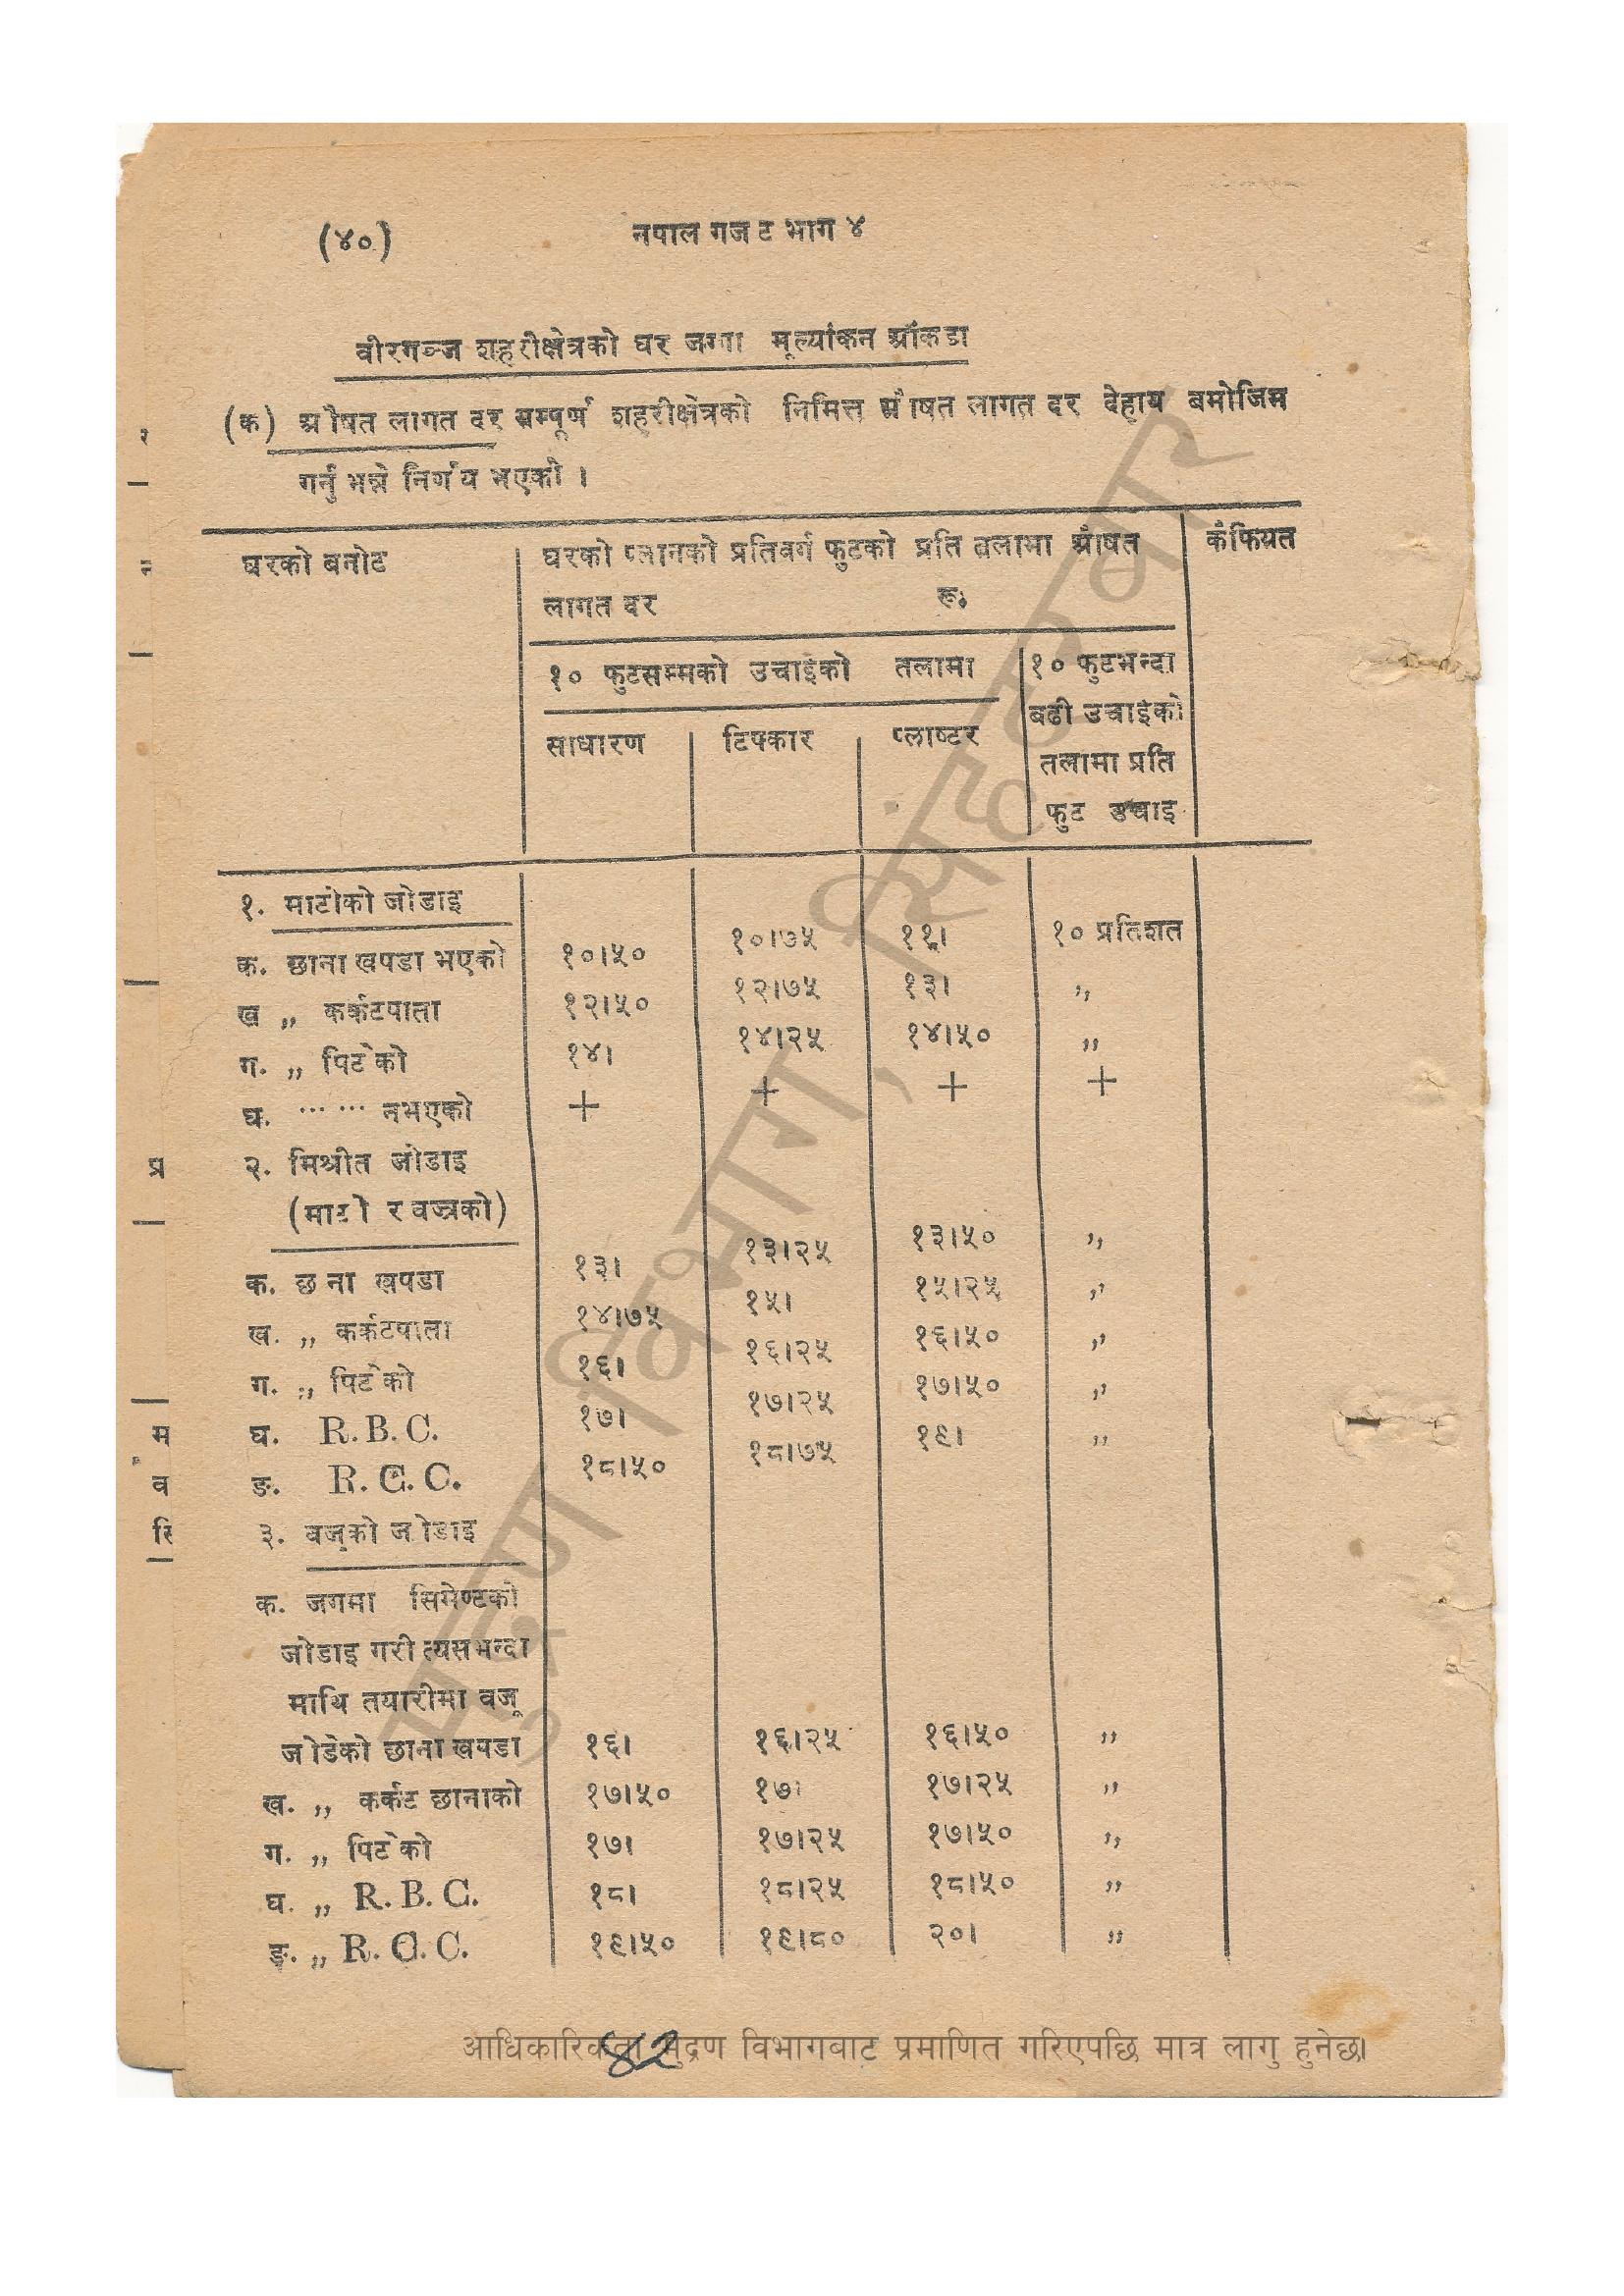 (४०) नेपाल गजट भाग ४
वीरगञ्ज शहरीक्षेत्रको घर जग्गा मूल्यांकन आँकडा
(क) औषत लागत दर सम्पूर्ण शहरीक्षेत्रको निमित्त औषत लागत दर देहाय बमोजिम
गर्नु भन्ने निर्णय भएको ।
घरको बनोट घरको प्लानको प्रतिवर्ग फुटको प्रति तलामा औषत कैफियत
लागत दर रू.
१० फुटसम्मको उचाईको तलामा १० फुटभन्दा
बढी उचाईको
साधारण टिपकार प्लाष्टर तलामा प्रति
फुट उचाइ
१. माटोको जोडाइ
क. छाना खपडा भएको १०।५० १०।७५ ११। १० प्रतिशत
ख „ कर्कटपाता १२।५० १२।७५ १३। „
ग. „ पिटेको १४। १४।२५ १४।५० „
घ. ... ... नभएको + + + +
२. मिश्रीत जोडाइ
(माटो र वज्रको)
क. छाना खपडा १३। १३।२५ १३।५० „
ख. „ कर्कटपाता १४।७५ १५। १५।२५ „
ग. „ पिटेको १६। १६।२५ १६।५० „
घ. R. B. C. १७। १७।२५ १७।५० „
ङ. R. C. C. १८।५० १८।७५ १९। „
३. वज्रको जोडाइ
क. जगमा सिमेण्टको
जोडाइ गरी त्यसभन्दा
माथि तयारीमा वज्र
जोडेको छाना खपडा १६। १६।२५ १६।५० „
ख. „ कर्कट छानाको १७।५० १७। १७।२५ „
ग. „ पिटेको १७। १७।२५ १७।५० „
घ. „ R. B. C. १८। १८।२५ १८।५० „
ङ. „ R. C. C. १९।५० १९।८० २०। „
आधिकारिकता मुद्रण विभागबाट प्रमाणित गरिएपछि मात्र लागु हुनेछ।
42
मुद्रण विभाग, सिंहदरबार